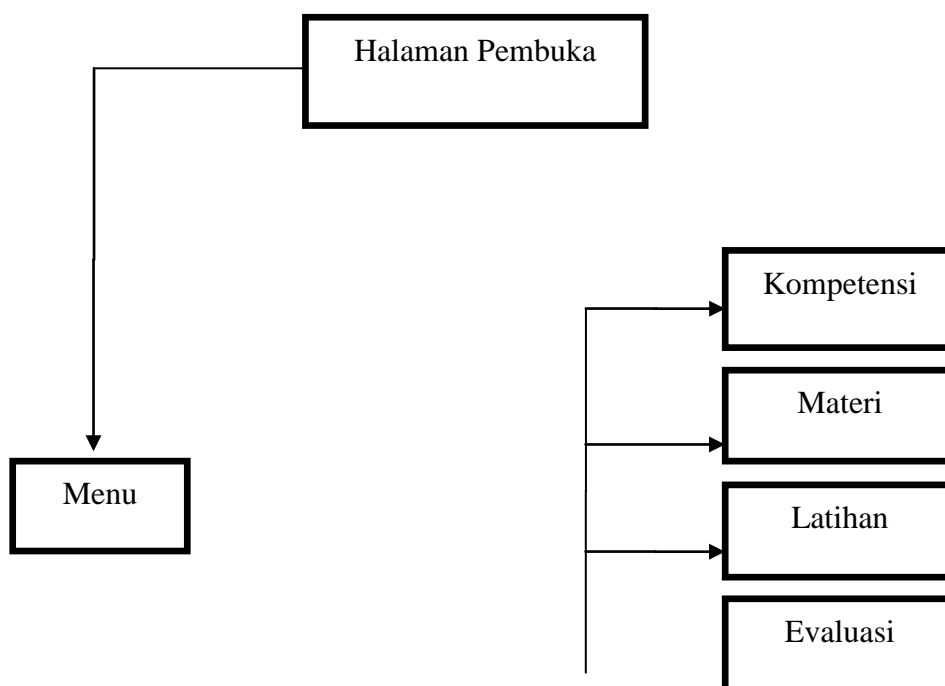 Halaman Pembuka
Kompetensi
Materi
Menu
Latihan
Evaluasi